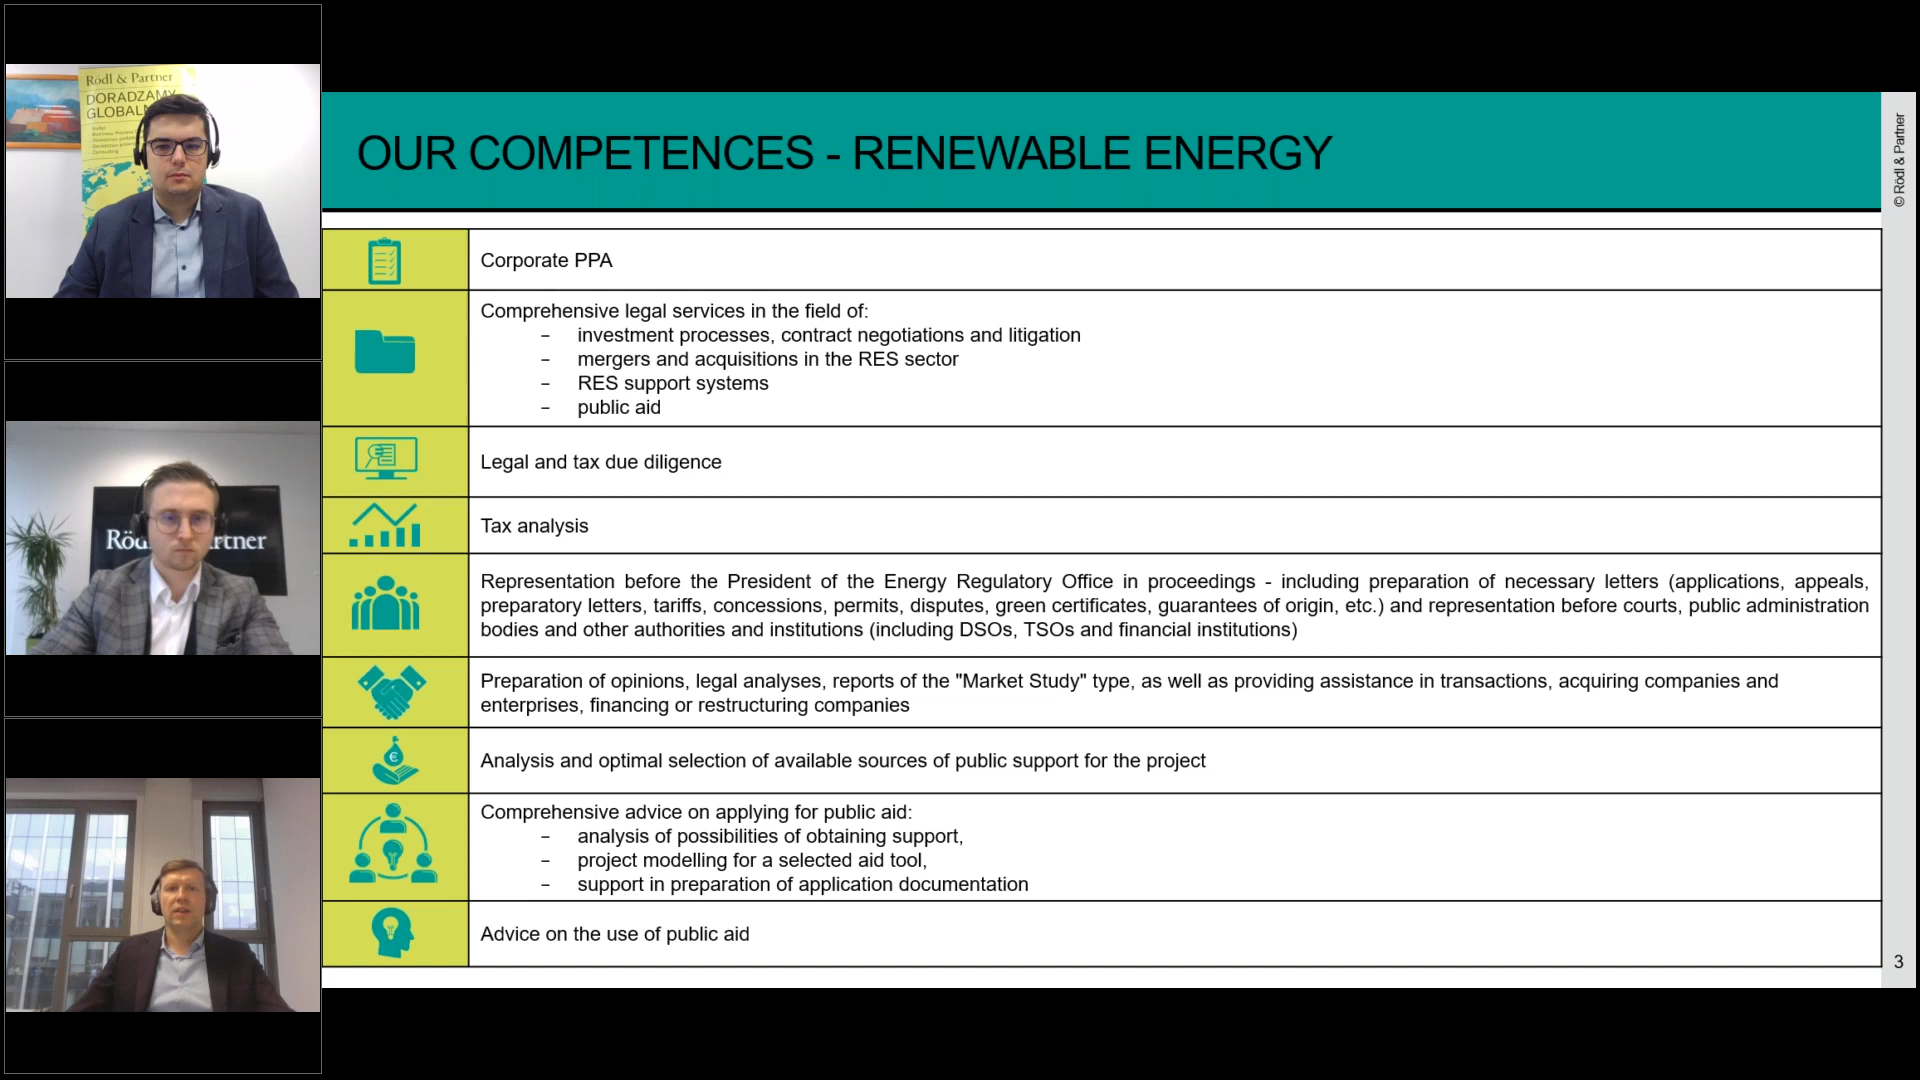 Rödl & Partner
DORADZAMY
GLOBALN
OUR COMPETENCES - RENEWABLE ENERGY
© Rödl & Partner
Corporate PPA
Comprehensive legal services in the field of:
– investment processes, contract negotiations and litigation
– mergers and acquisitions in the RES sector
– RES support systems
– public aid
Legal and tax due diligence
Tax analysis
Representation before the President of the Energy Regulatory Office in proceedings - including preparation of necessary letters (applications, appeals,
preparatory letters, tariffs, concessions, permits, disputes, green certificates, guarantees of origin, etc.) and representation before courts, public administration
bodies and other authorities and institutions (including DSOs, TSOs and financial institutions)
Preparation of opinions, legal analyses, reports of the "Market Study" type, as well as providing assistance in transactions, acquiring companies and
enterprises, financing or restructuring companies
€
Analysis and optimal selection of available sources of public support for the project
Comprehensive advice on applying for public aid:
– analysis of possibilities of obtaining support,
– project modelling for a selected aid tool,
– support in preparation of application documentation
Advice on the use of public aid
3
Röd rtner